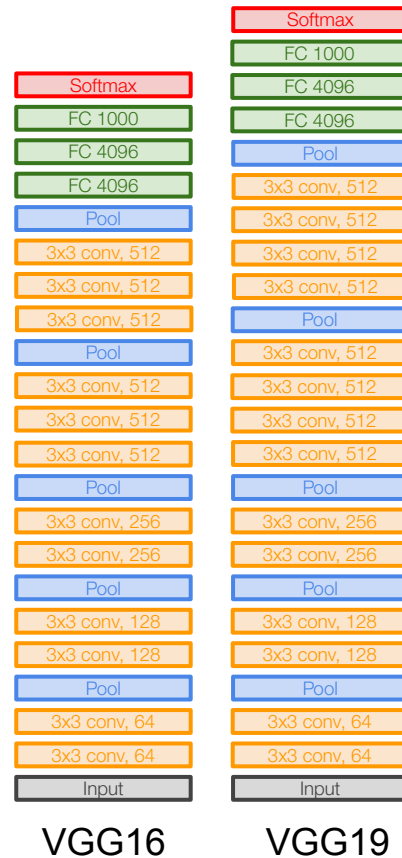 Softmax
FC 1000
FC 4096
FC 4096
Pool
3x3 conv, 512
3x3 conv, 512
3x3 conv, 512
Pool
3x3 conv, 512
3x3 conv, 512
3x3 conv, 512
Pool
3x3 conv, 256
3x3 conv, 256
Pool
3x3 conv, 128
3x3 conv, 128
Pool
3x3 conv, 64
3x3 conv, 64
Input
VGG16
Softmax
FC 1000
FC 4096
FC 4096
Pool
3x3 conv, 512
3x3 conv, 512
3x3 conv, 512
3x3 conv, 512
Pool
3x3 conv, 512
3x3 conv, 512
3x3 conv, 512
3x3 conv, 512
Pool
3x3 conv, 256
3x3 conv, 256
Pool
3x3 conv, 128
3x3 conv, 128
Pool
3x3 conv, 64
3x3 conv, 64
Input
VGG19